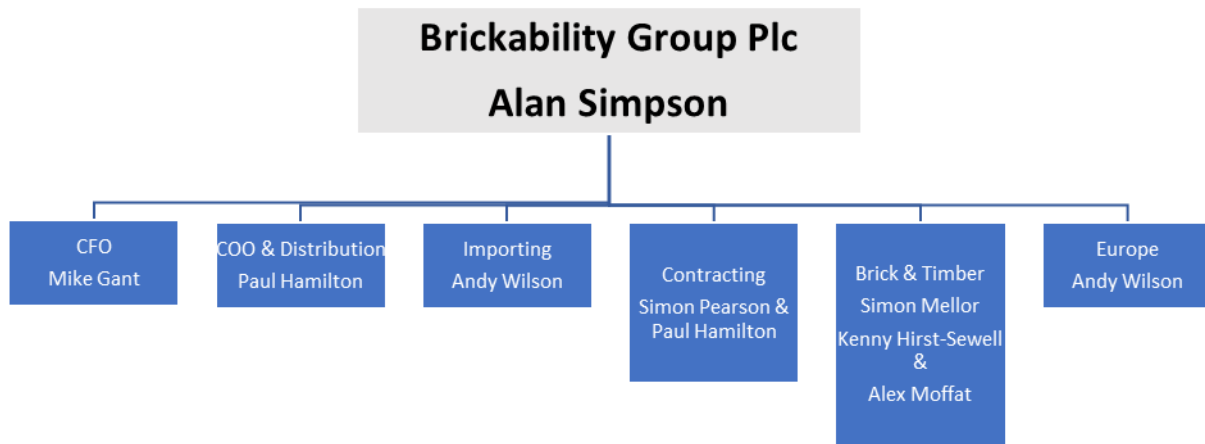 Brickability Group Plc
Alan Simpson
CFO
Mike Gant
COO & Distribution
Paul Hamilton
Importing
Andy Wilson
Contracting
Simon Pearson &
Paul Hamilton
Brick & Timber
Simon Mellor
Kenny Hirst-Sewell
&
Alex Moffat
Europe
Andy Wilson